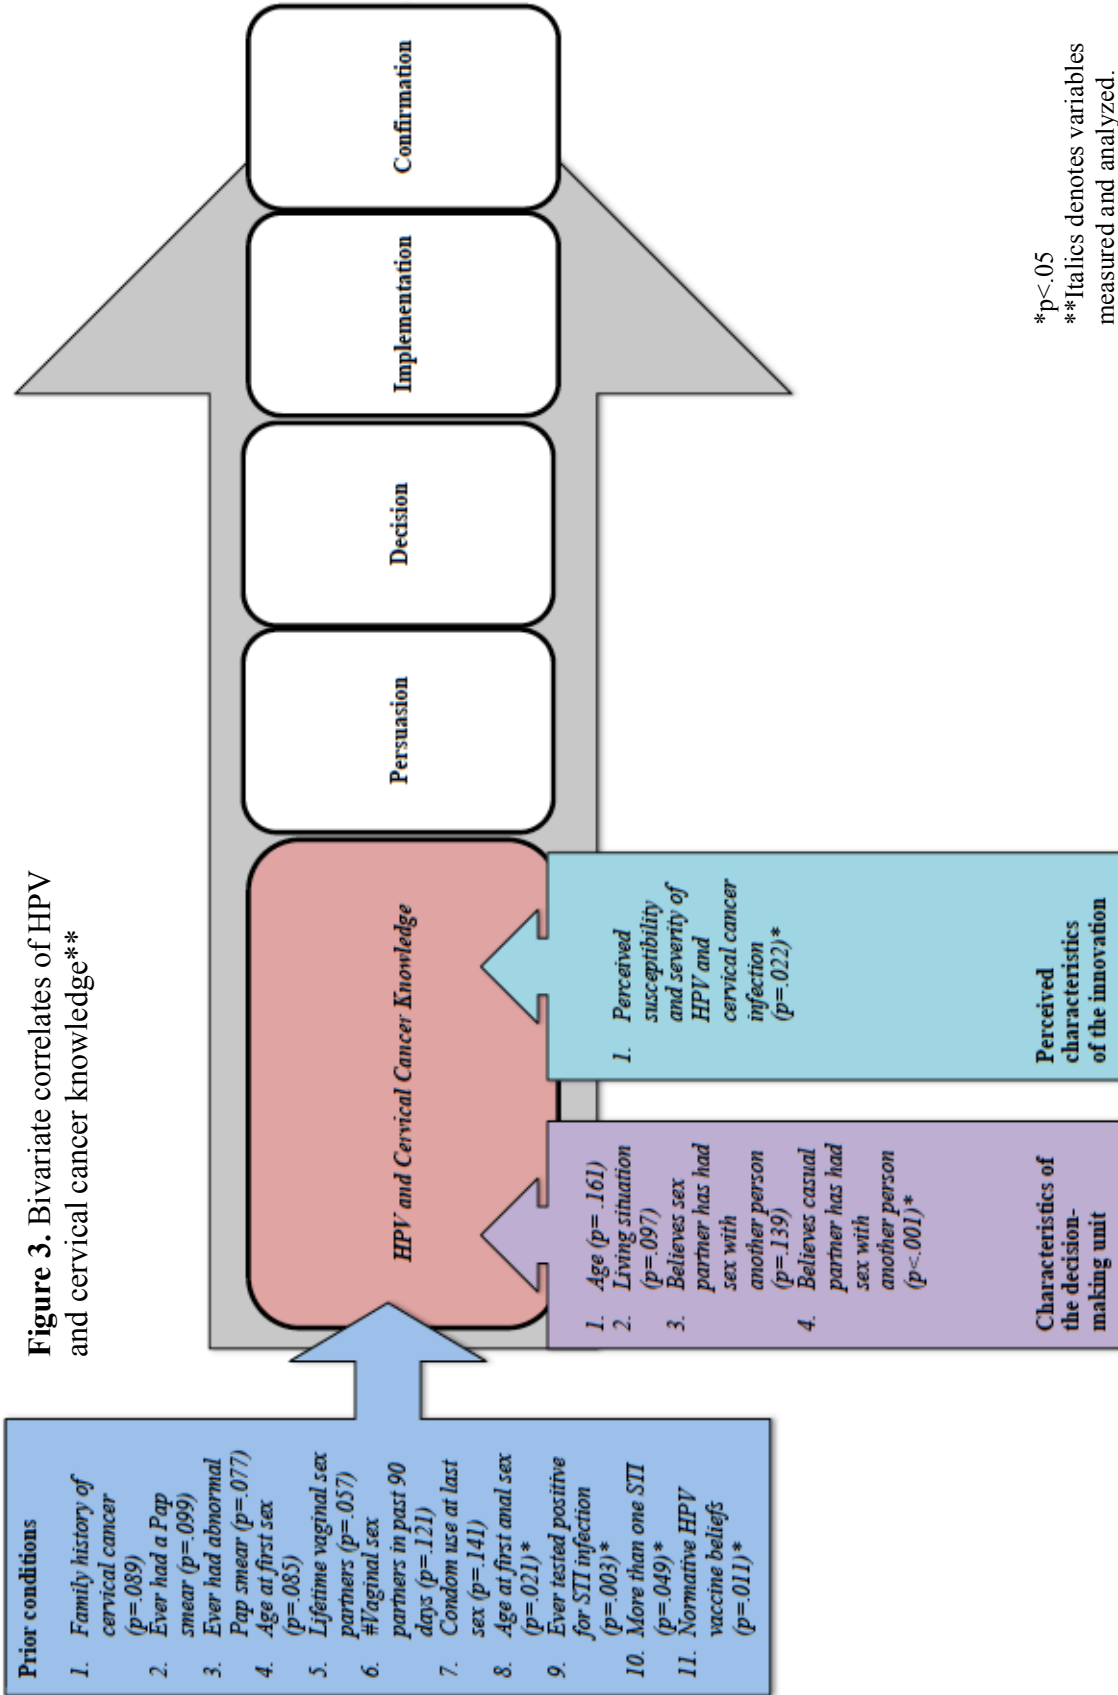 Figure 3. Bivariate correlates of HPV
and cervical cancer knowledge**
Prior conditions
1. Family history of
cervical cancer
(p=.089)
2. Ever had a Pap
smear (p=.099)
3. Ever had abnormal
Pap smear (p=.077)
4. Age at first sex
(p=.085)
5. Lifetime vaginal sex
partners (p=.057)
6. #Vaginal sex
partners in past 90
days (p=.121)
7. Condom use at last
sex (p=.141)
8. Age at first anal sex
(p=.021)*
9. Ever tested positive
for STI infection
(p=.003)*
10. More than one STI
(p=.049)*
11. Normative HPV
vaccine beliefs
(p=.011)*
HPV and Cervical Cancer Knowledge
Persuasion
Decision
Implementation
Confirmation
1. Age (p=.161)
2. Living situation
(p=.097)
3. Believes sex
partner has had
sex with
another person
(p=.139)
4. Believes casual
partner has had
sex with
another person
(p<.001)*
Characteristics of
the decision-
making unit
1. Perceived
susceptibility
and severity of
HPV and
cervical cancer
infection
(p=.022)*
Perceived
characteristics
of the innovation
*p<.05
**Italics denotes variables
measured and analyzed.